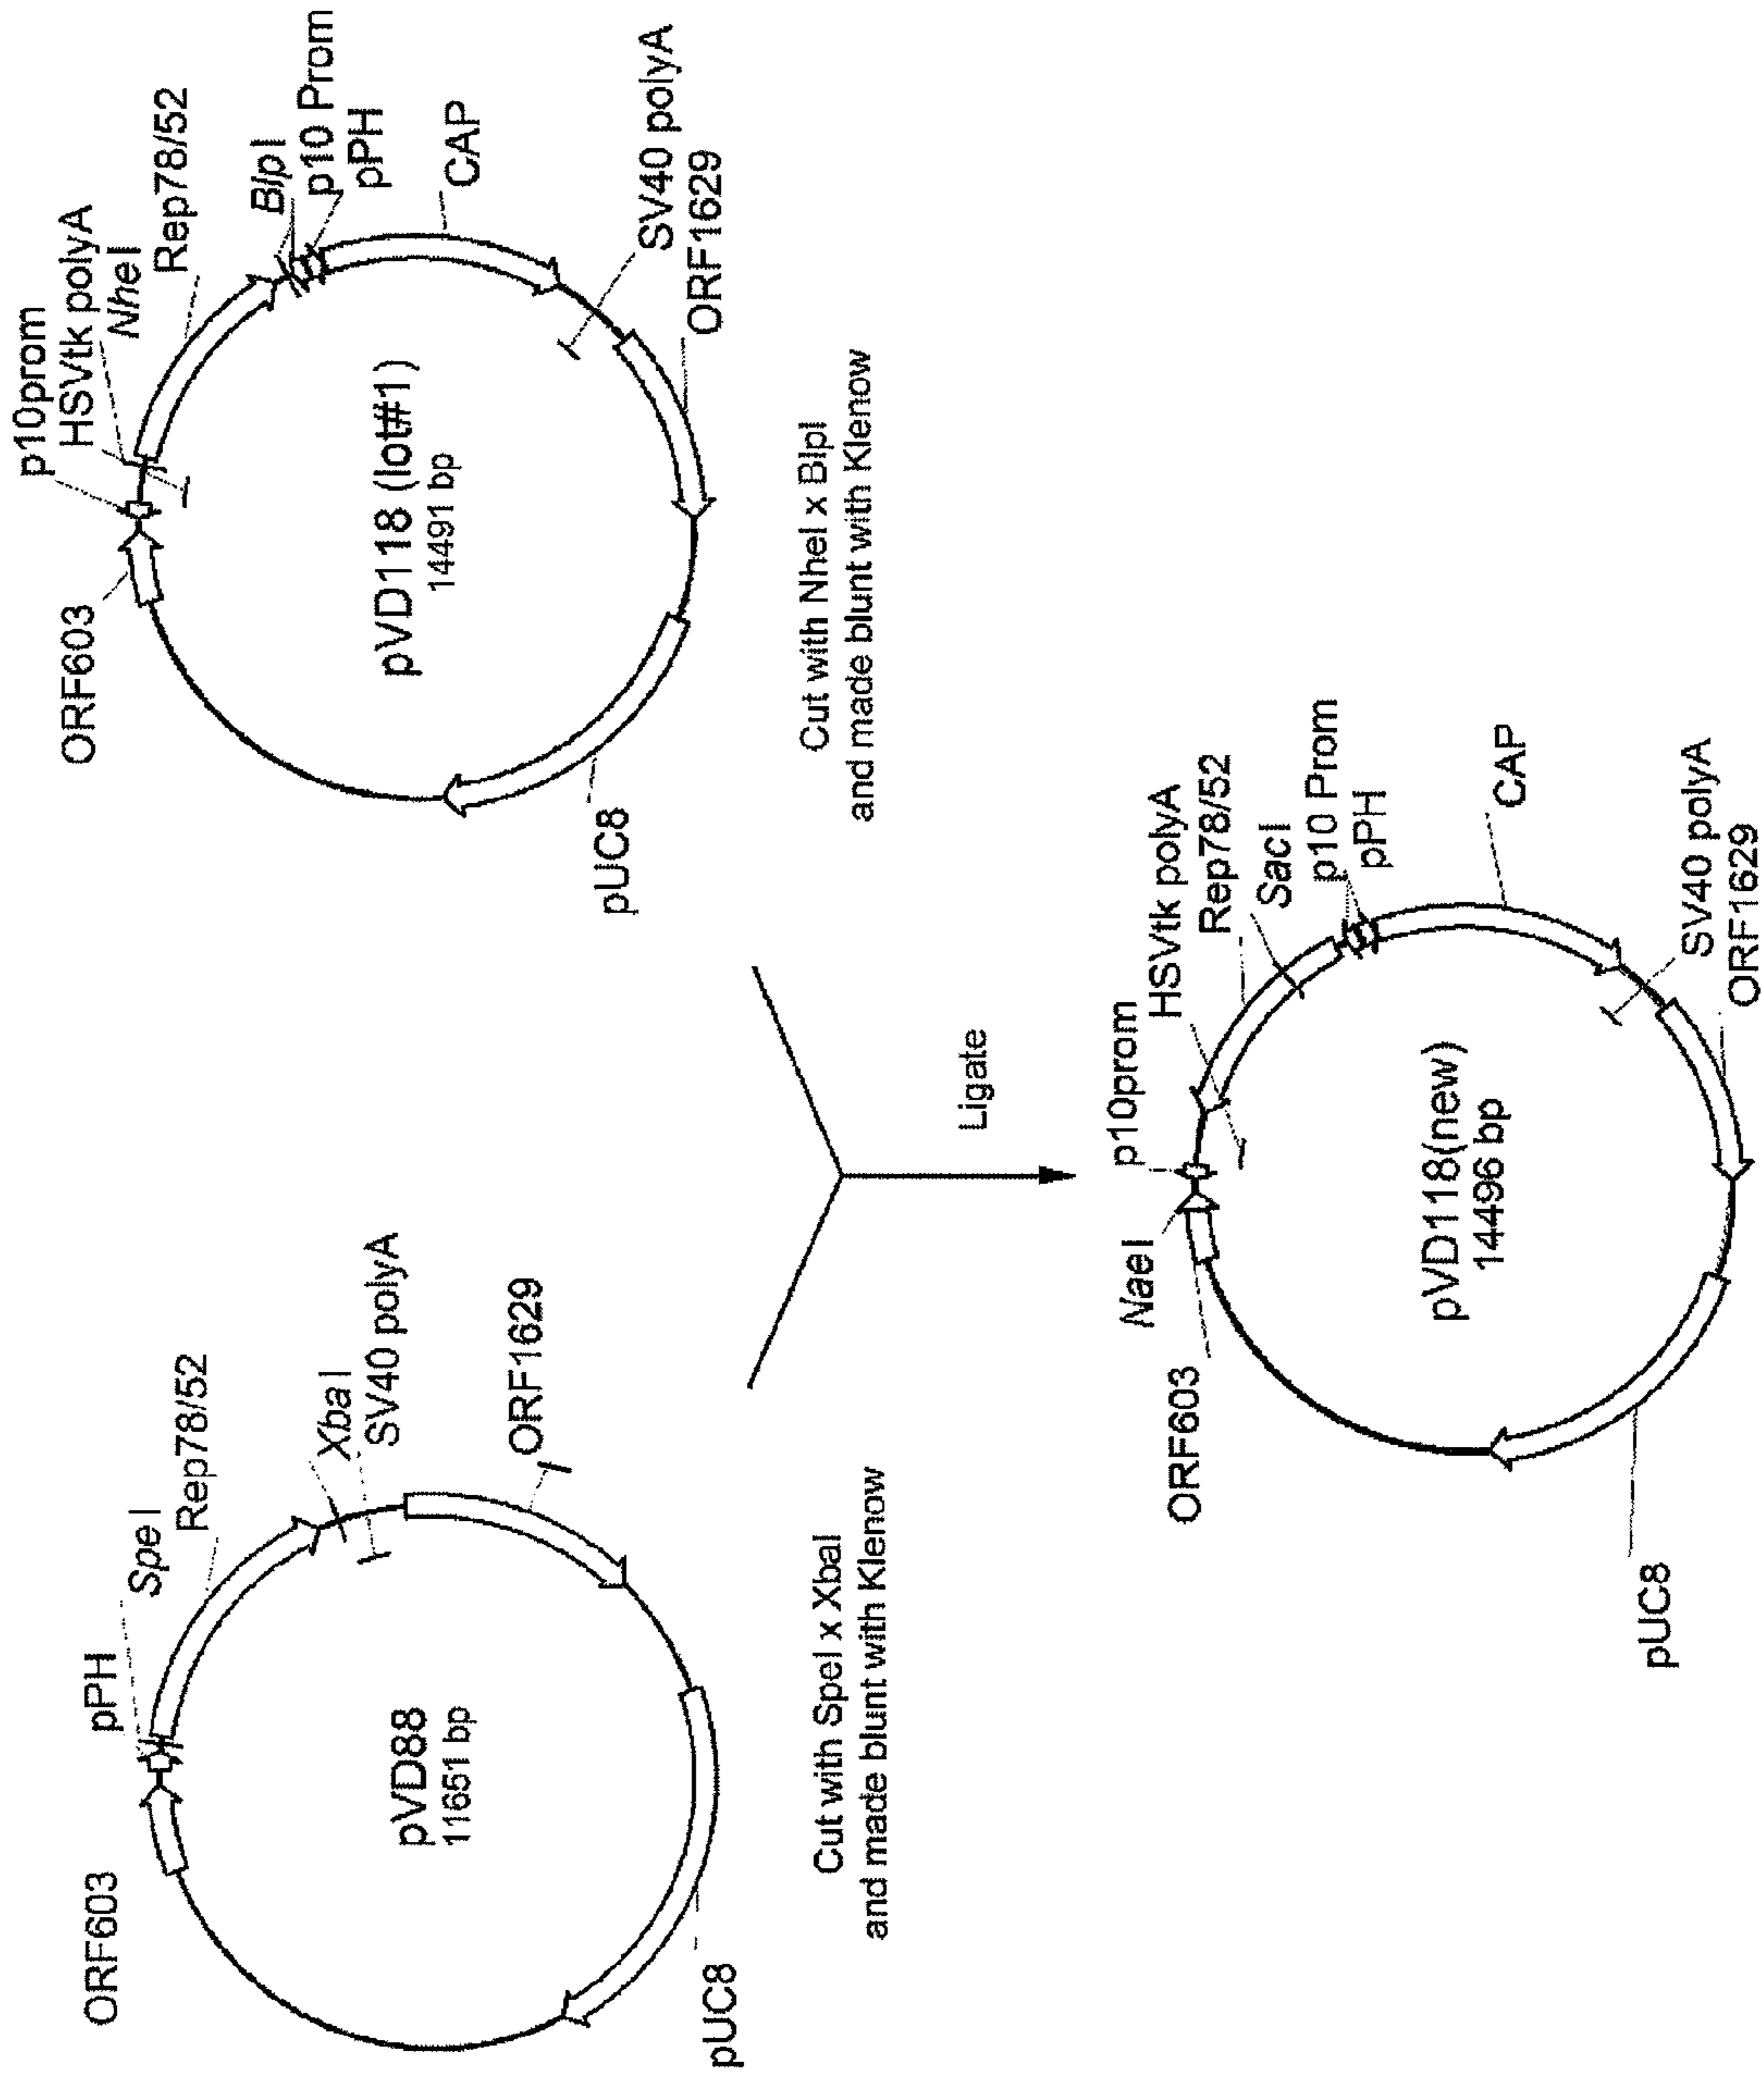 ORF603
pPH
SpeI
Rep78/52
XbaI
SV40 polyA
ORF1629
pUC8
pVD88
11651 bp
Cut with SpeI x XbaI
and made blunt with Klenow
ORF603
p10prom
HSVtk polyA
NheI
Rep78/52
BlpI
p10 Prom
pPH
CAP
SV40 polyA
ORF1629
pUC8
pVD118 (lot#1)
14491 bp
Cut with NheI x BlpI
and made blunt with Klenow
Ligate
ORF603
NaeI
p10prom
HSVtk polyA
Rep78/52
SacI
p10 Prom
pPH
CAP
SV40 polyA
ORF1629
pUC8
pVD118(new)
14496 bp